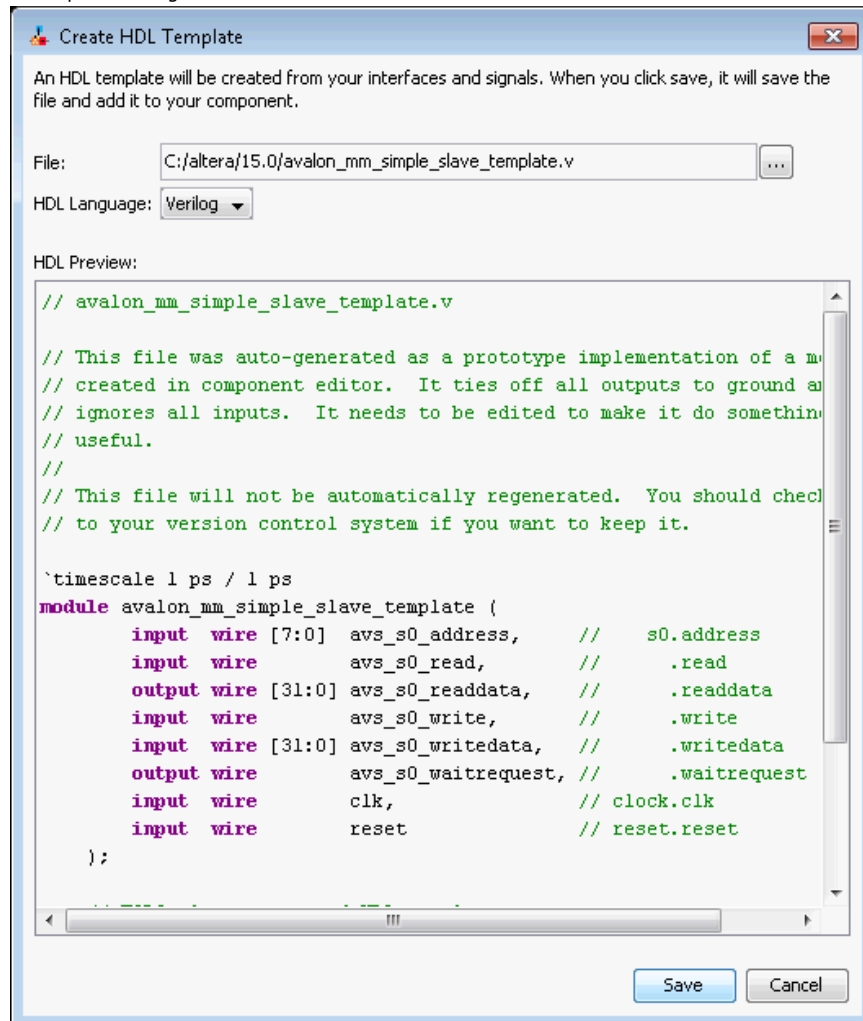 Create HDL Template
An HDL template will be created from your interfaces and signals. When you click save, it will save the
file and add it to your component.
File: C:/altera/15.0/avalon_mm_simple_slave_template.v ...
HDL Language: Verilog
HDL Preview:
// avalon_mm_simple_slave_template.v
// This file was auto-generated as a prototype implementation of a
// created in component editor.  It ties off all outputs to ground
// ignores all inputs.  It needs to be edited to make it do somethin
// useful.
//
// This file will not be automatically regenerated.  You should chec
// to your version control system if you want to keep it.
`timescale 1 ps / 1 ps
module avalon_mm_simple_slave_template (
input  wire [7:0]  avs_s0_address,     //    s0.address
input  wire        avs_s0_read,        //      .read
output wire [31:0] avs_s0_readdata,    //      .readdata
input  wire        avs_s0_write,       //      .write
input  wire [31:0] avs_s0_writedata,   //      .writedata
output wire        avs_s0_waitrequest, //      .waitrequest
input  wire        clk,                // clock.clk
input  wire        reset               // reset.reset
);
Save Cancel